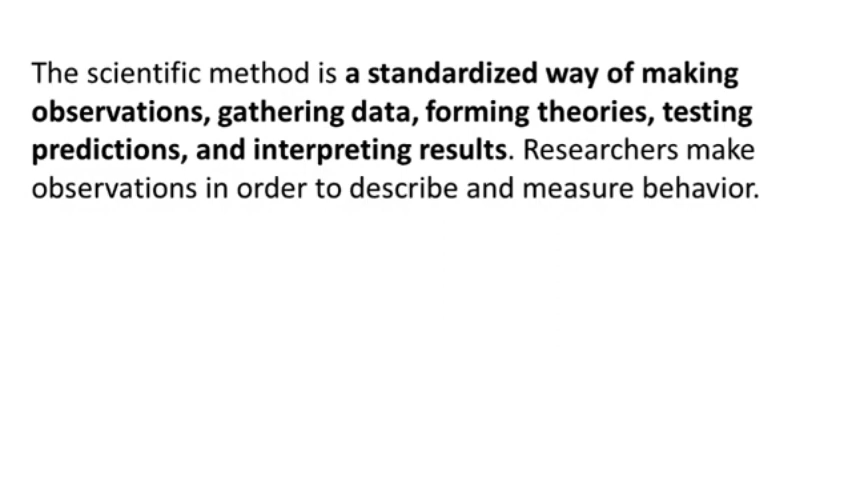 The scientific method is a standardized way of making
observations, gathering data, forming theories, testing
predictions, and interpreting results. Researchers make
observations in order to describe and measure behavior.